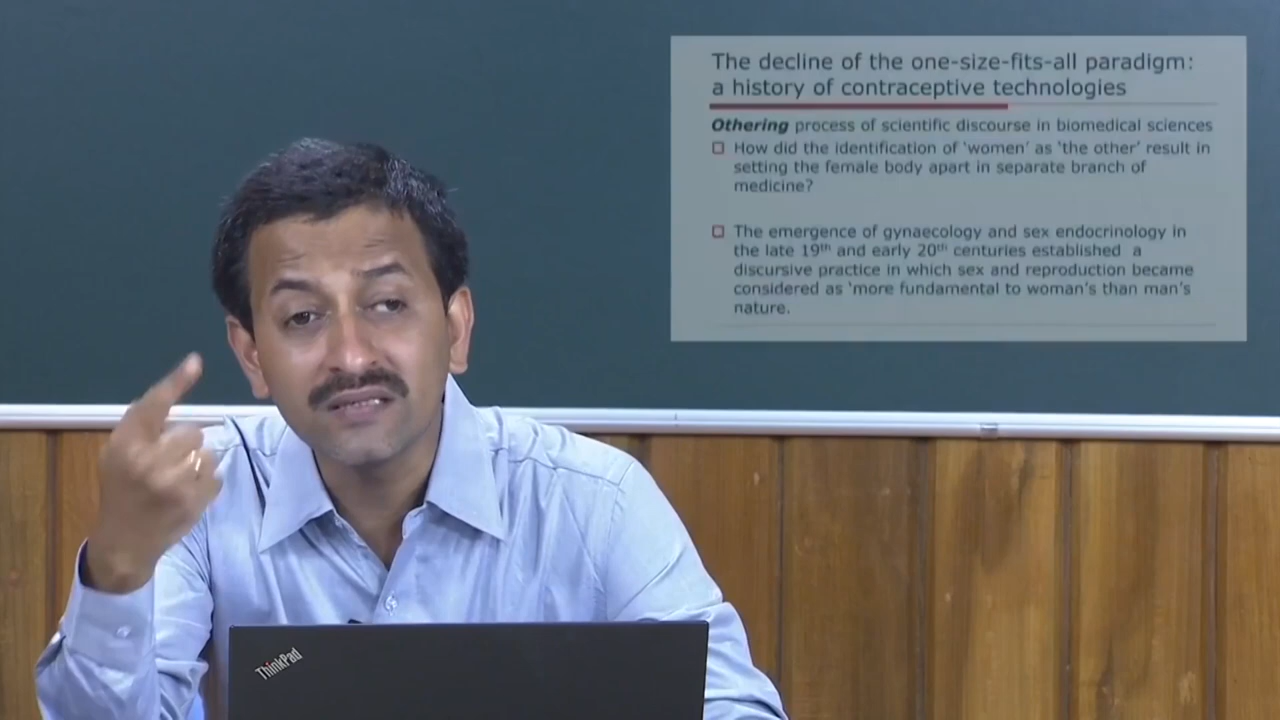 The decline of the one-size-fits-all paradigm:
a history of contraceptive technologies
Othering process of scientific discourse in biomedical sciences
How did the identification of ‘women’ as ‘the other’ result in
setting the female body apart in separate branch of
medicine?
The emergence of gynaecology and sex endocrinology in
the late 19th and early 20th centuries established a
discursive practice in which sex and reproduction became
considered as ‘more fundamental to woman’s than man’s
nature.
ThinkPad